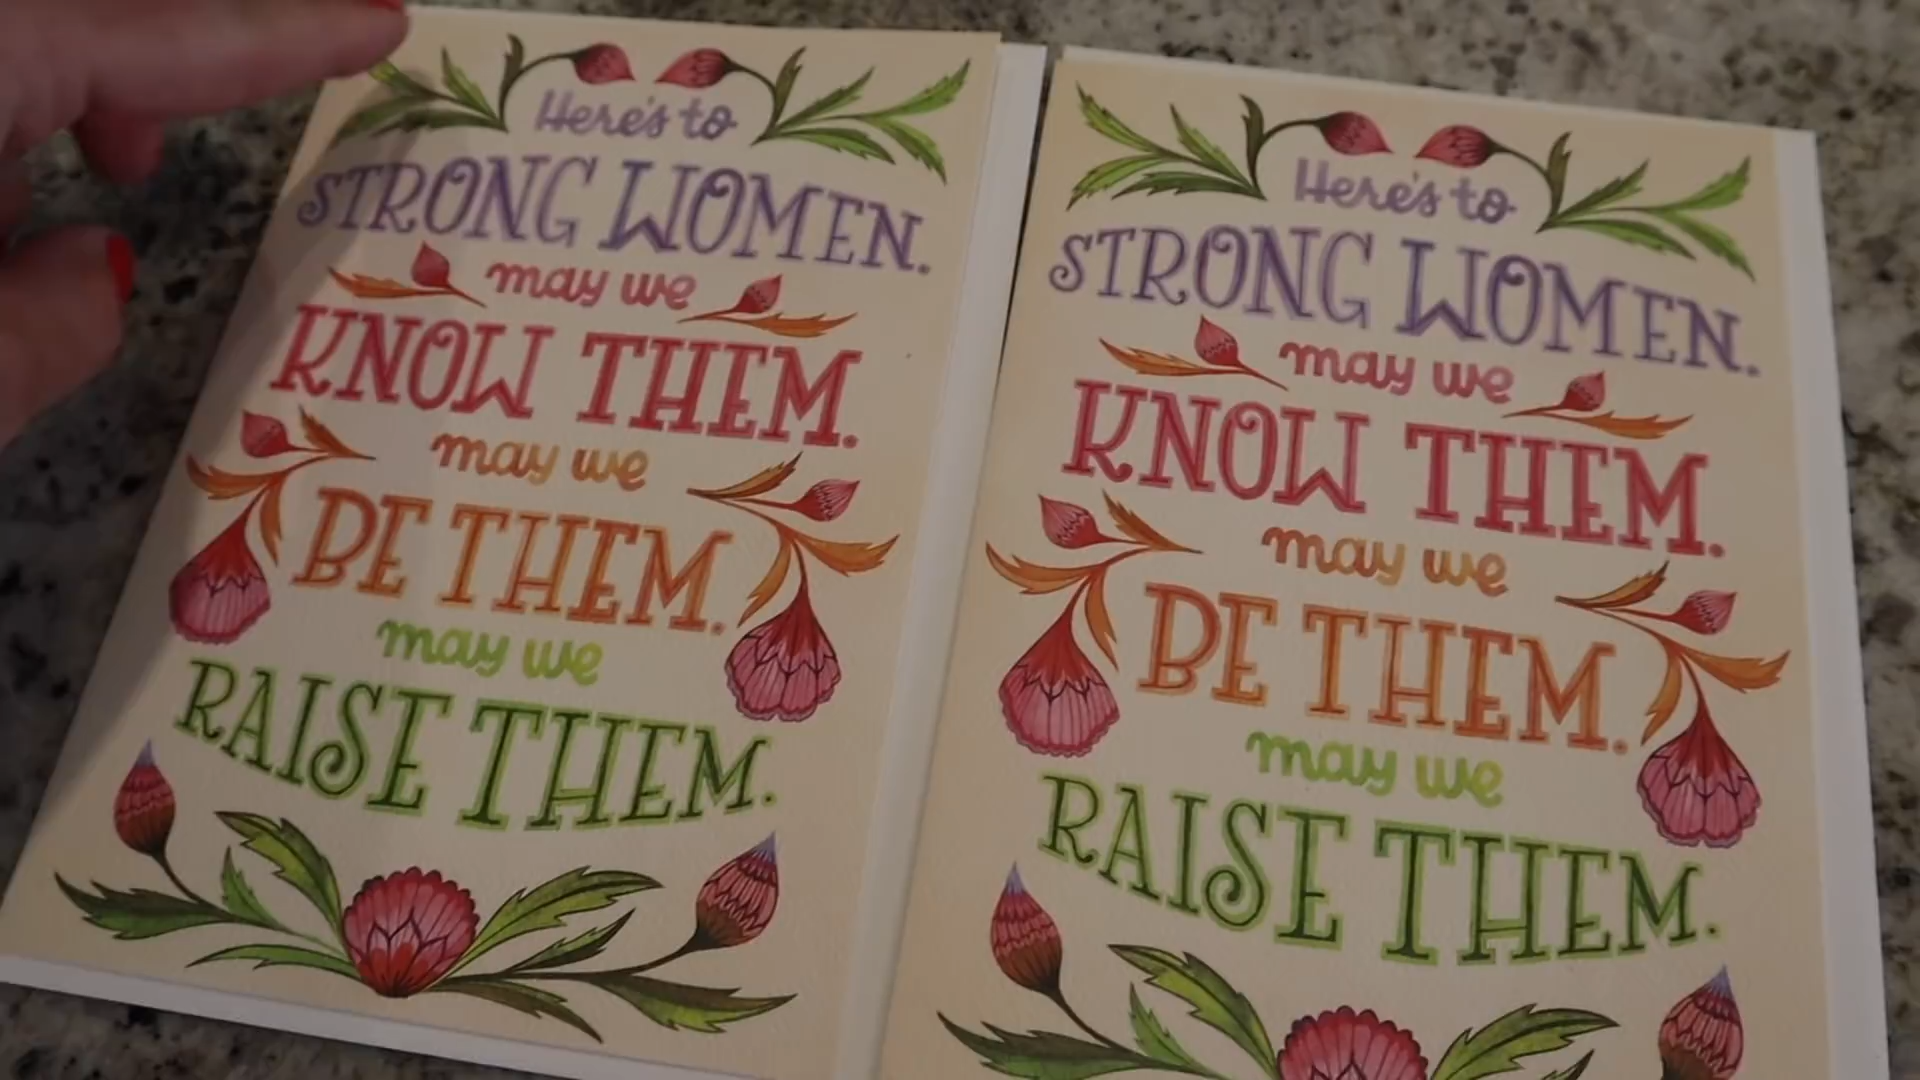 Here's to
STRONG WOMEN.
may we
KNOW THEM.
may we
BE THEM.
may we
RAISE THEM.
Here's to
STRONG WOMEN.
may we
KNOW THEM.
may we
BE THEM.
may we
RAISE THEM.